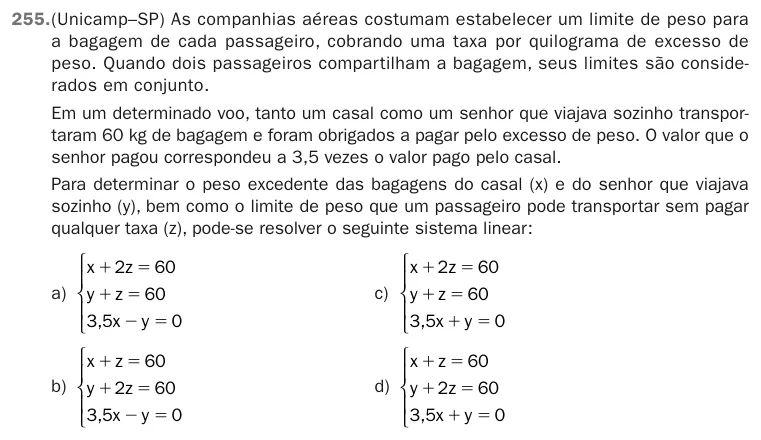 255.(Unicamp–SP) As companhias aéreas costumam estabelecer um limite de peso para
a bagagem de cada passageiro, cobrando uma taxa por quilograma de excesso de
peso. Quando dois passageiros compartilham a bagagem, seus limites são conside-
rados em conjunto.
Em um determinado voo, tanto um casal como um senhor que viajava sozinho transpor-
taram 60 kg de bagagem e foram obrigados a pagar pelo excesso de peso. O valor que o
senhor pagou correspondeu a 3,5 vezes o valor pago pelo casal.
Para determinar o peso excedente das bagagens do casal (x) e do senhor que viajava
sozinho (y), bem como o limite de peso que um passageiro pode transportar sem pagar
qualquer taxa (z), pode-se resolver o seguinte sistema linear:
a) x + 2z = 60
y + z = 60
3,5x − y = 0
b) x + z = 60
y + 2z = 60
3,5x − y = 0
c) x + 2z = 60
y + z = 60
3,5x + y = 0
d) x + z = 60
y + 2z = 60
3,5x + y = 0